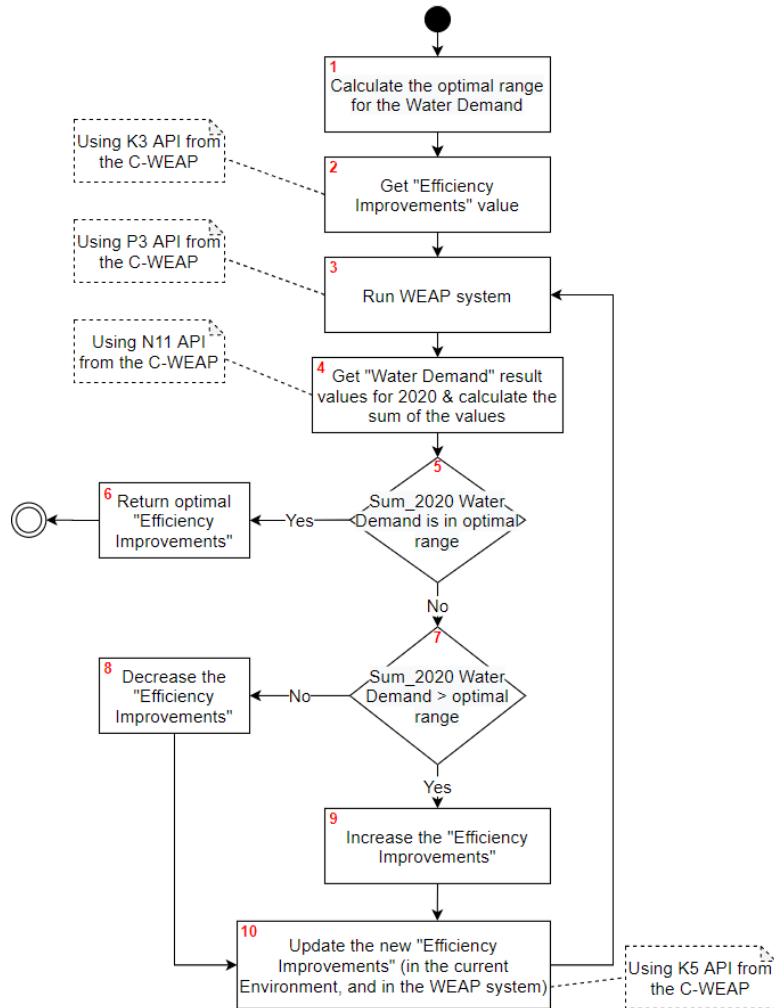 1
Calculate the optimal range
for the Water Demand
Using K3 API from
the C-WEAP
2
Get "Efficiency
Improvements" value
Using P3 API from
the C-WEAP
3
Run WEAP system
Using N11 API
from the C-WEAP
4
Get "Water Demand" result
values for 2020 & calculate the
sum of the values
5
Sum_2020 Water
Demand is in optimal
range
Yes
6
Return optimal
"Efficiency
Improvements"
No
7
Sum_2020 Water
Demand > optimal
range
No
8
Decrease the
"Efficiency
Improvements"
Yes
9
Increase the "Efficiency
Improvements"
10
Update the new "Efficiency
Improvements" (in the current
Environment, and in the WEAP system)
Using K5 API from
the C-WEAP